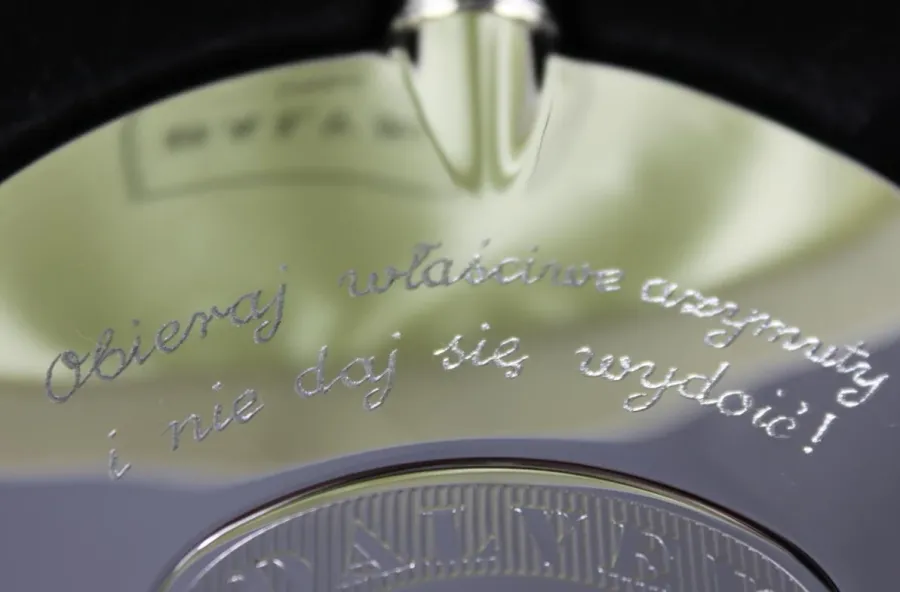 Obieraj właściwe azymuty
i nie daj się wydoić!